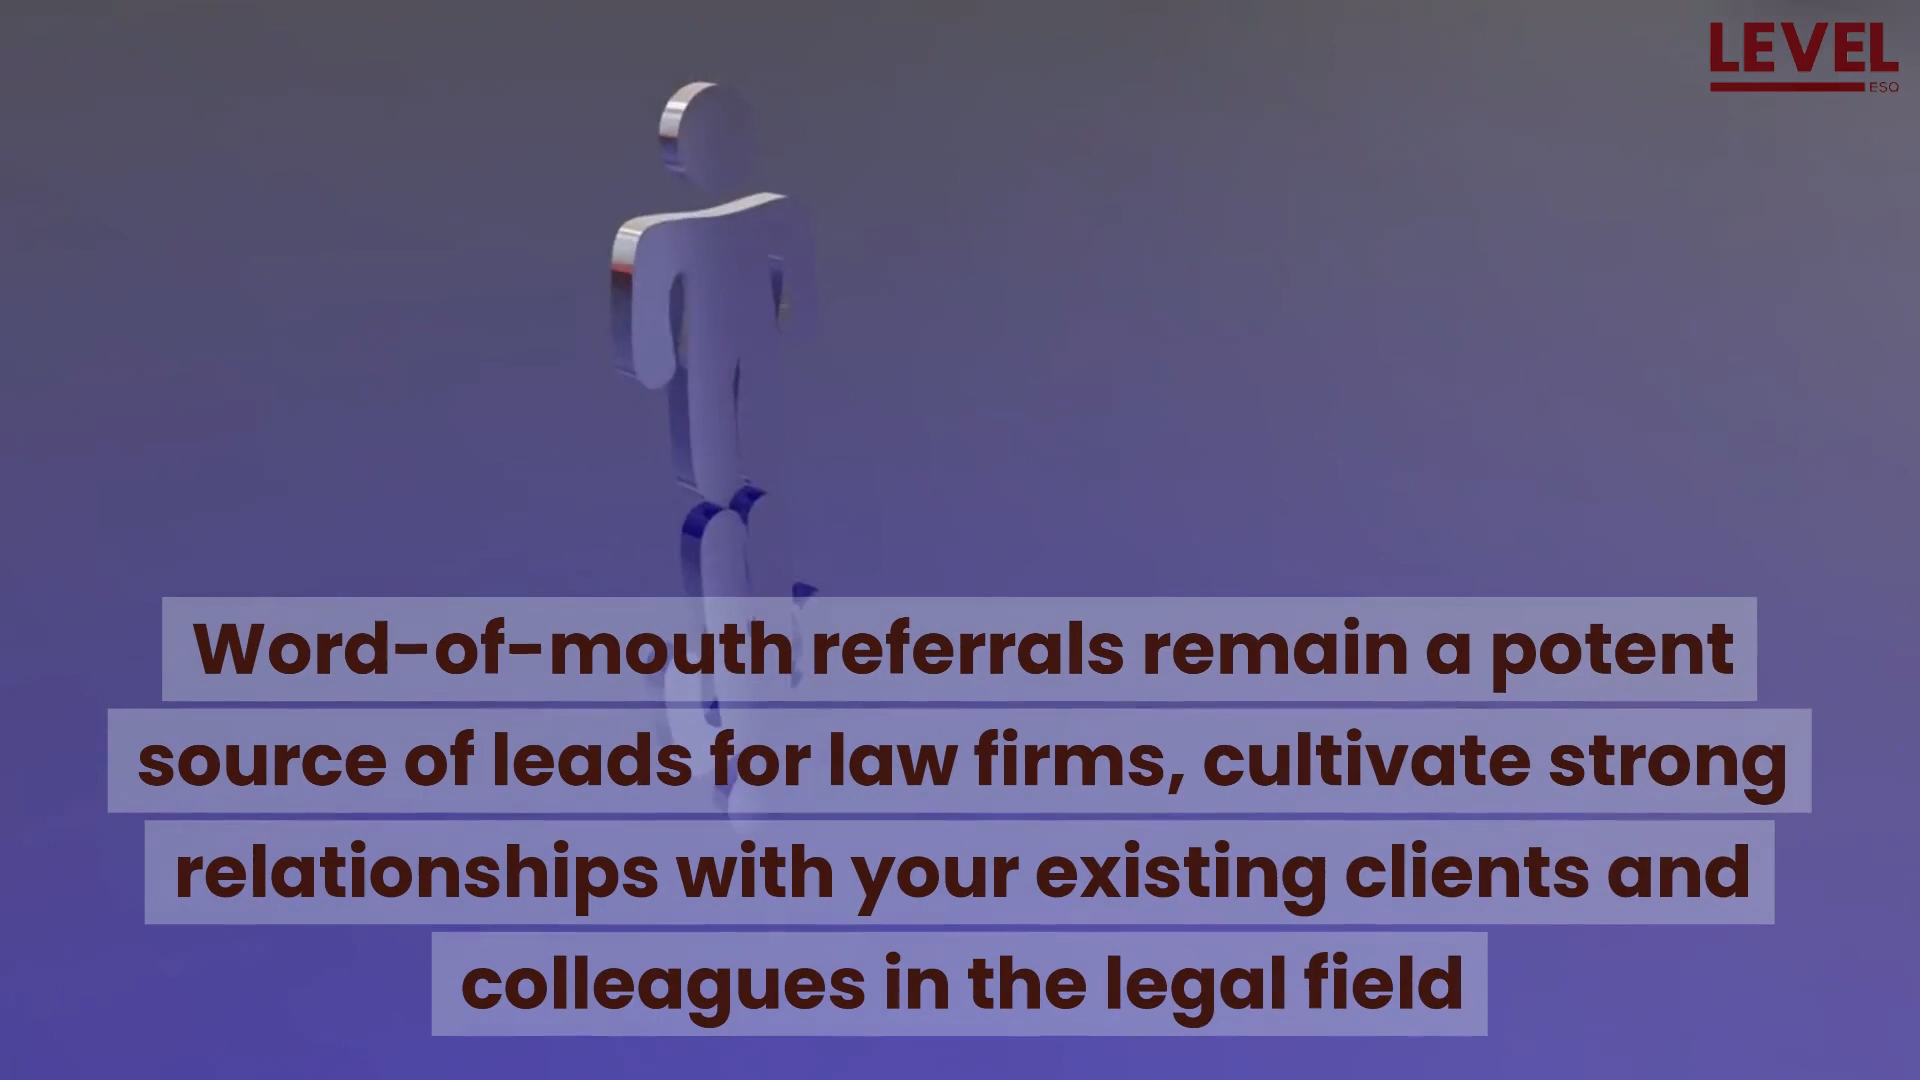 LEVEL
ESQ
Word-of-mouth referrals remain a potent
source of leads for law firms, cultivate strong
relationships with your existing clients and
colleagues in the legal field